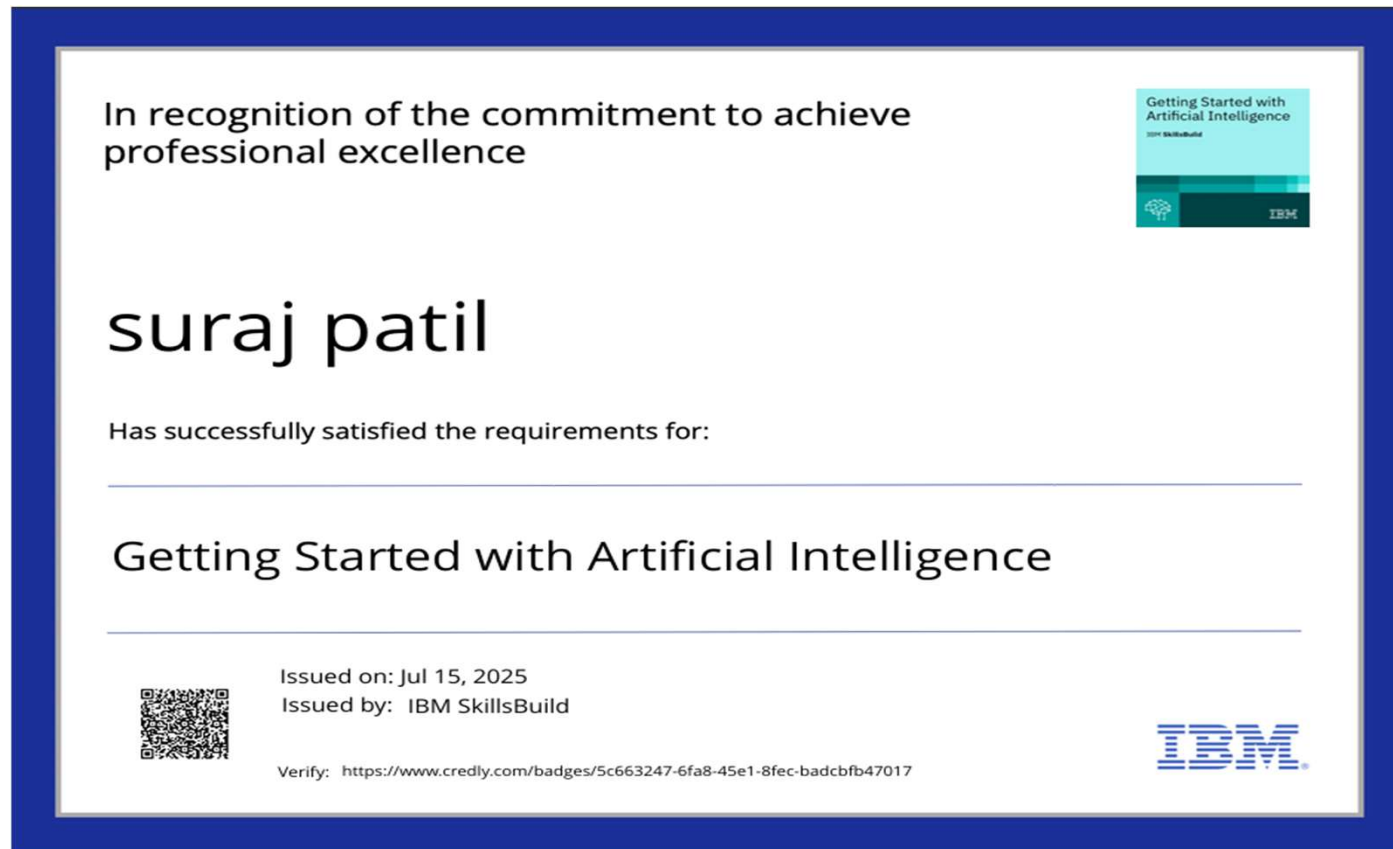 In recognition of the commitment to achieve
professional excellence
Getting Started with
Artificial Intelligence
IBM SkillsBuild
IBM
suraj patil
Has successfully satisfied the requirements for:
Getting Started with Artificial Intelligence
Issued on: Jul 15, 2025
Issued by: IBM SkillsBuild
Verify: https://www.credly.com/badges/5c663247-6fa8-45e1-8fec-badcbfb47017
IBM.